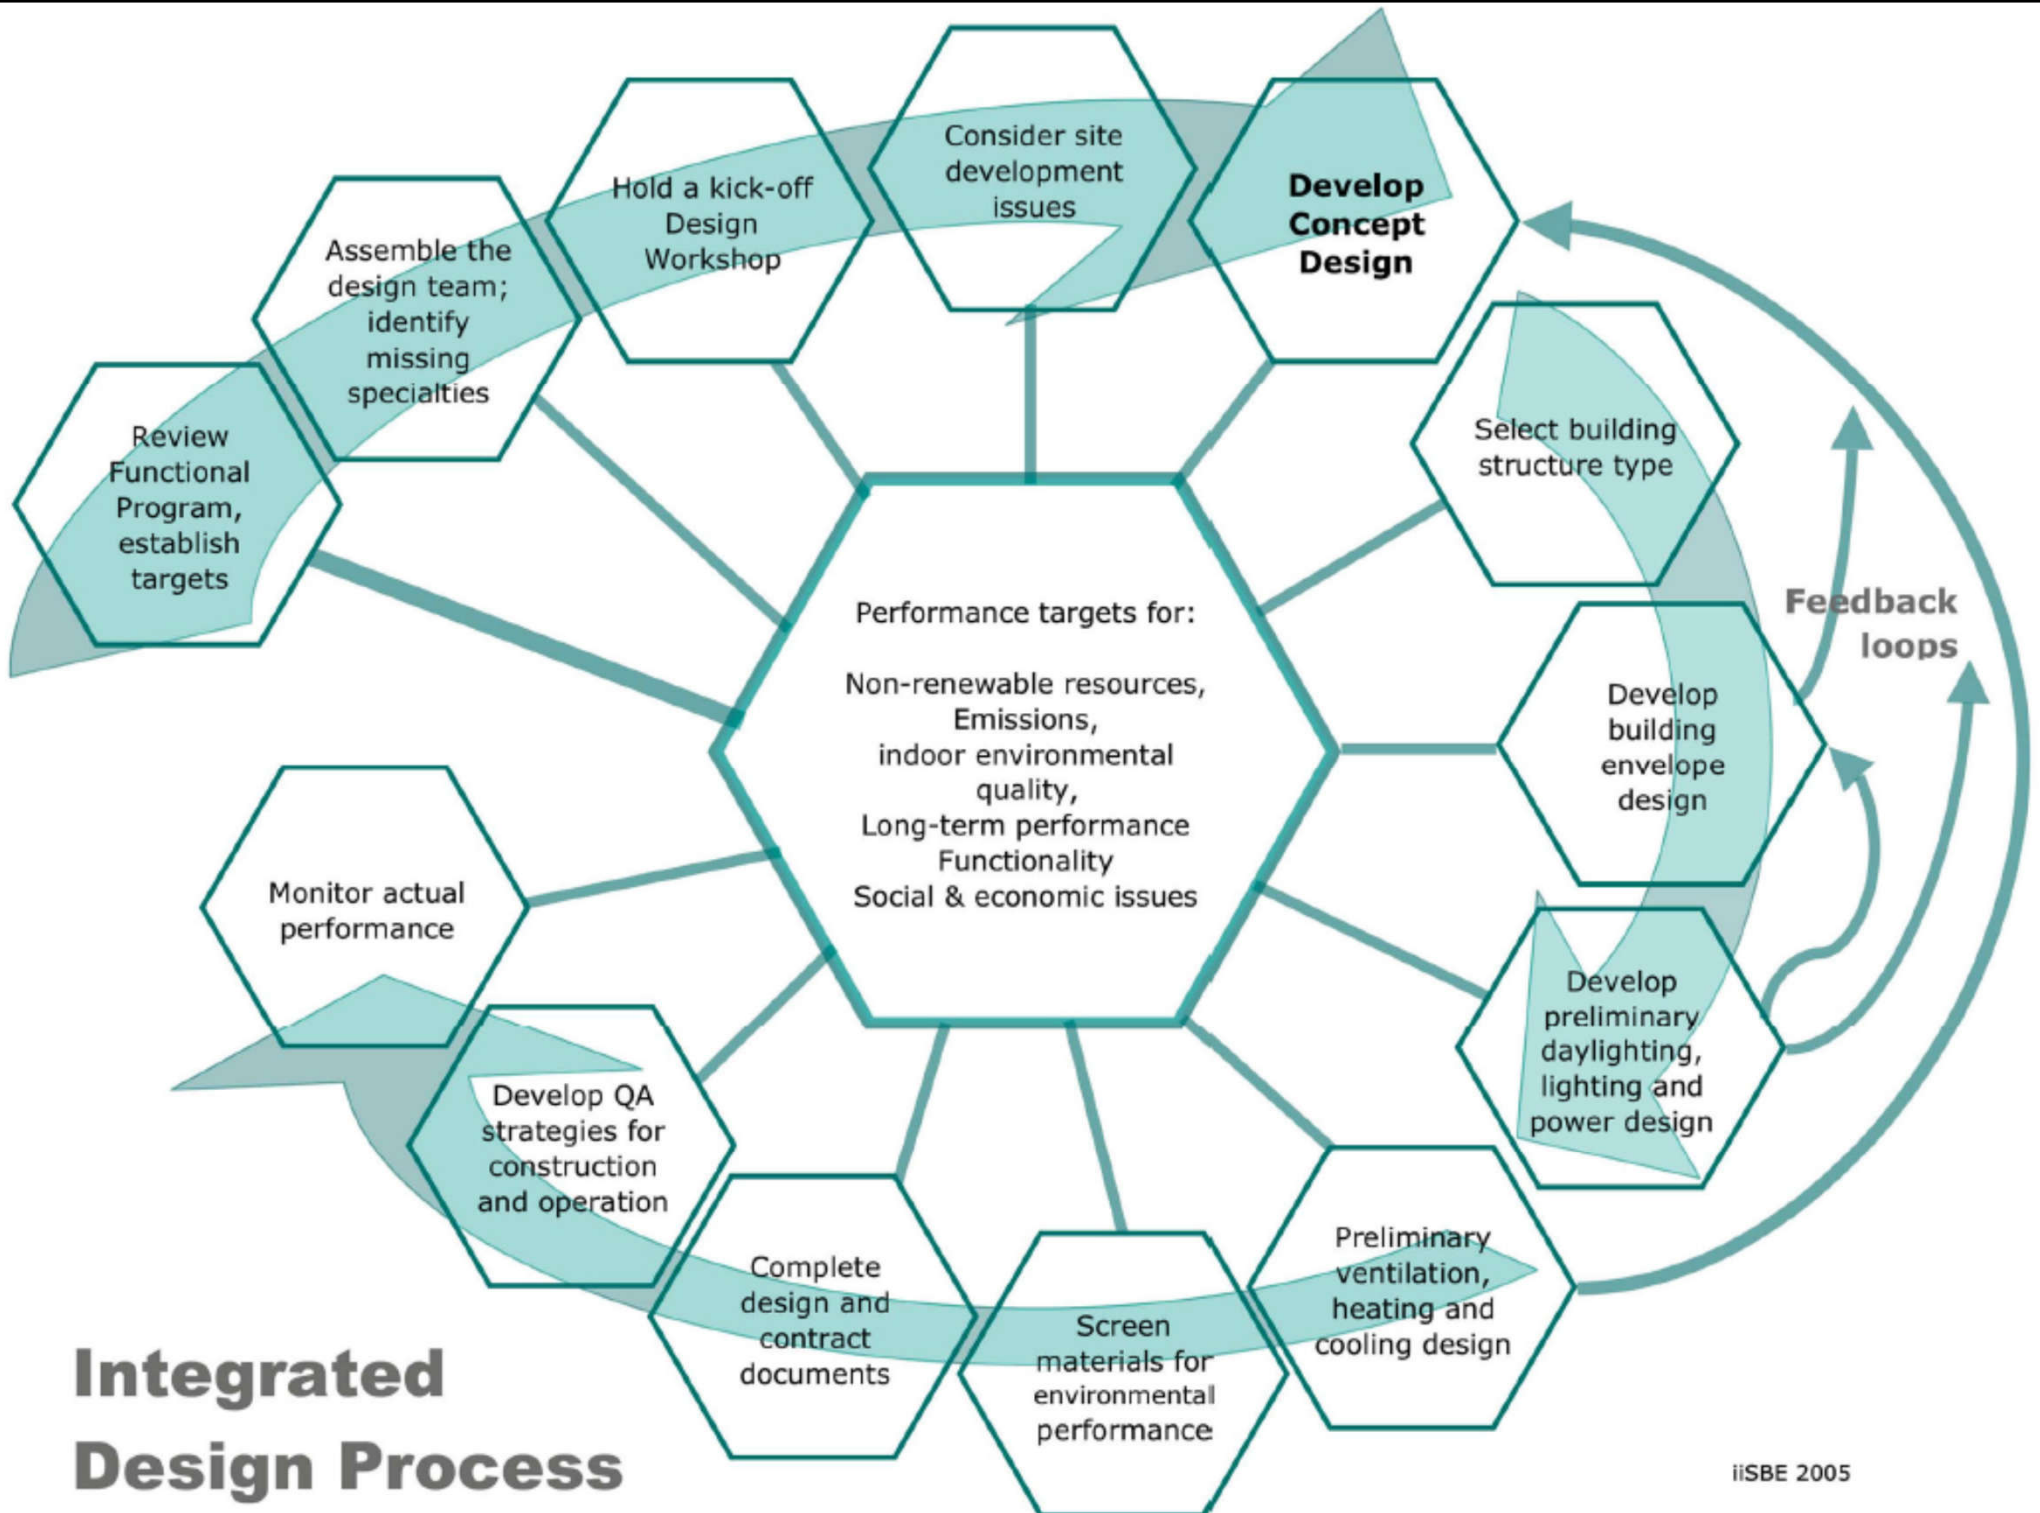 Consider site
development
issues
Develop
Concept
Design
Hold a kick-off
Design
Workshop
Assemble the
design team;
identify
missing
specialties
Review
Functional
Program,
establish
targets
Select building
structure type
Feedback
loops
Develop
building
envelope
design
Performance targets for:
Non-renewable resources,
Emissions,
indoor environmental
quality,
Long-term performance
Functionality
Social & economic issues
Monitor actual
performance
Develop
preliminary
daylighting,
lighting and
power design
Develop QA
strategies for
construction
and operation
Complete
design and
contract
documents
Screen
materials for
environmental
performance
Preliminary
ventilation,
heating and
cooling design
Integrated
Design Process
iiSBE 2005